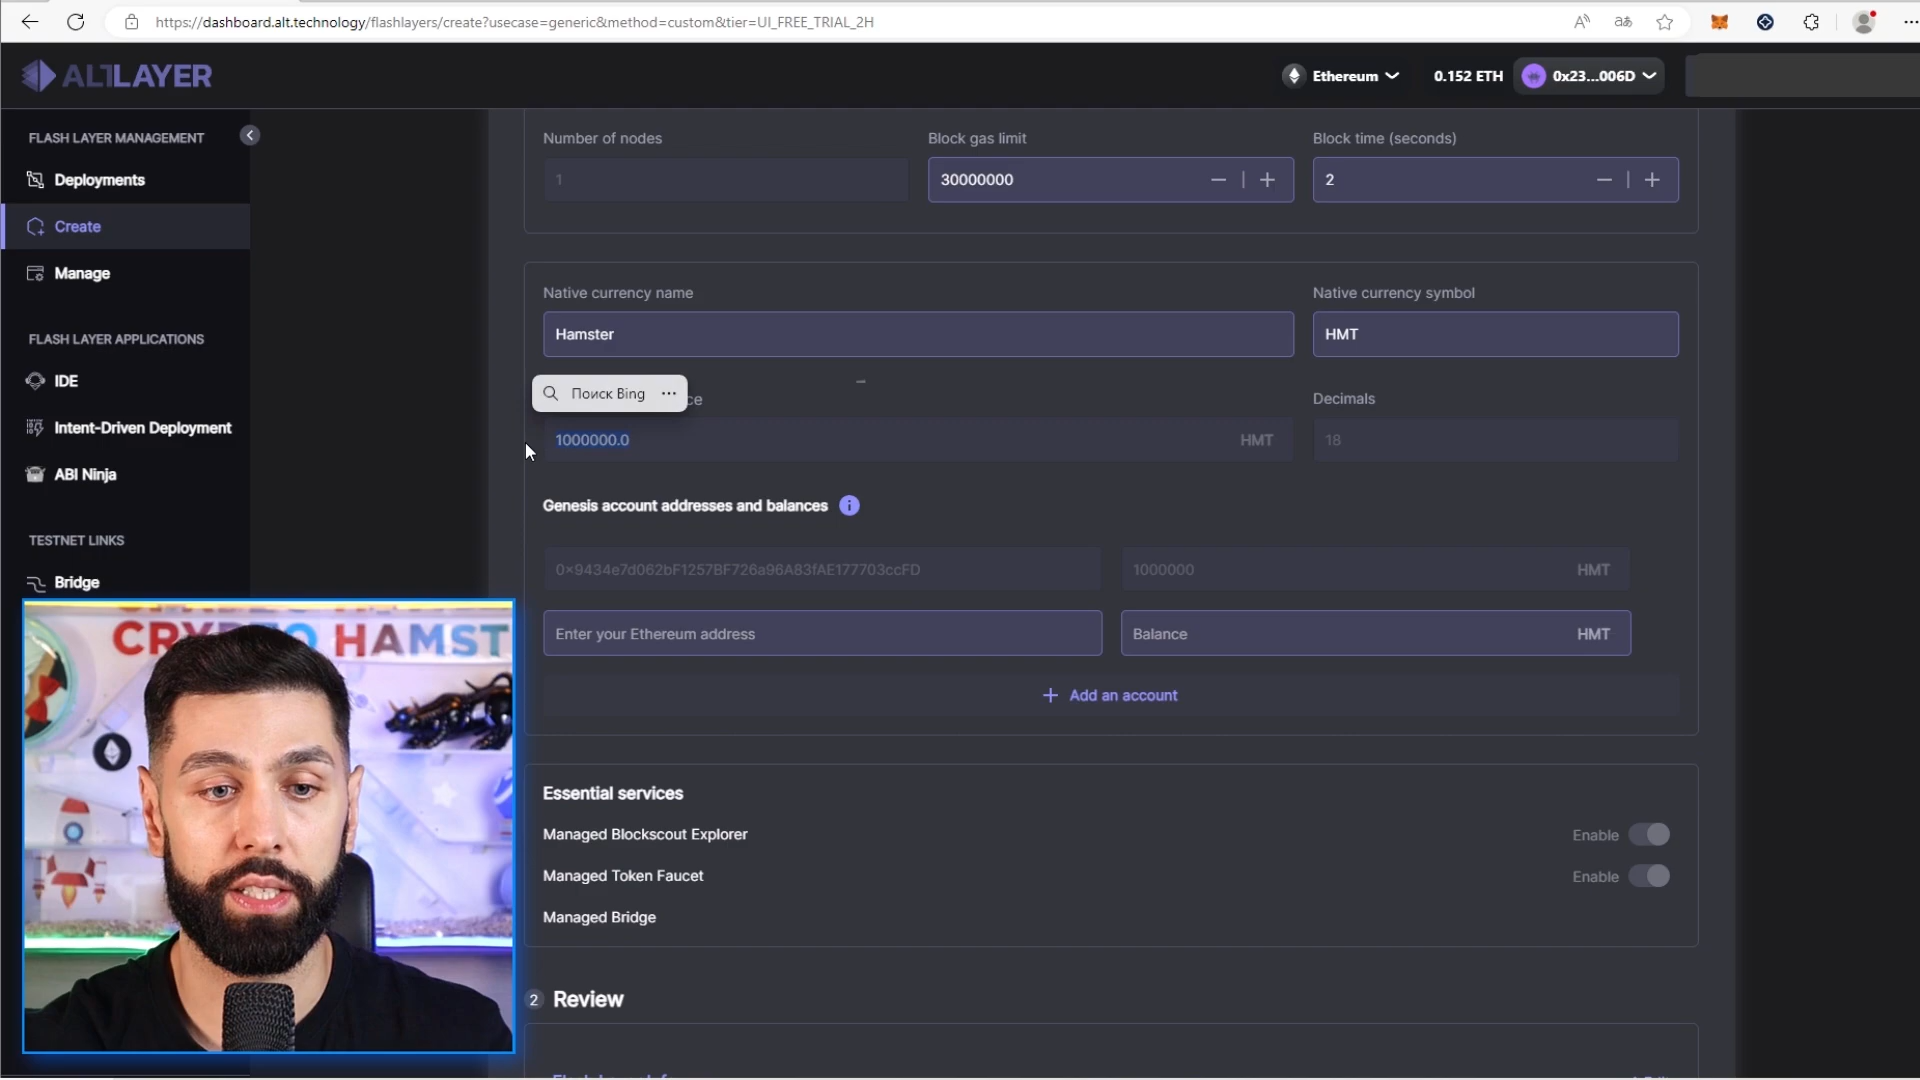 https://dashboard.alt.technology/flashlayers/create?usecase=generic&method=custom&tier=UI_FREE_TRIAL_2H
ALTLAYER
Ethereum
0.152 ETH
0x23...006D
FLASH LAYER MANAGEMENT
Deployments
Create
Manage
FLASH LAYER APPLICATIONS
IDE
Intent-Driven Deployment
ABI Ninja
TESTNET LINKS
Bridge
Number of nodes
Block gas limit
Block time (seconds)
1
30000000
2
Native currency name
Native currency symbol
Hamster
HMT
Поиск Bing
ce
Decimals
1000000.0
HMT
18
Genesis account addresses and balances
0x9434e7d062bF1257BF726a96A83fAE177703ccFD
1000000
HMT
Enter your Ethereum address
Balance
HMT
Add an account
Essential services
Managed Blockscout Explorer
Enable
Managed Token Faucet
Enable
Managed Bridge
2 Review
HAMST